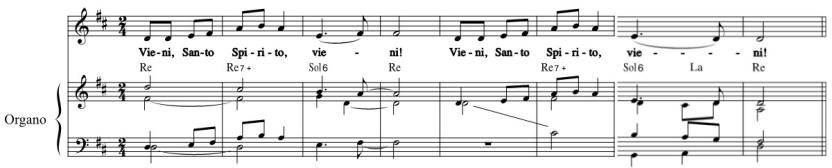 Vie - ni, San - to Spi - ri - to, vie - ni! Vie - ni, San - to Spi - ri - to, vie - - - ni!
Re Re7+ Sol6 Re Re7+ Sol6 La Re
Organo